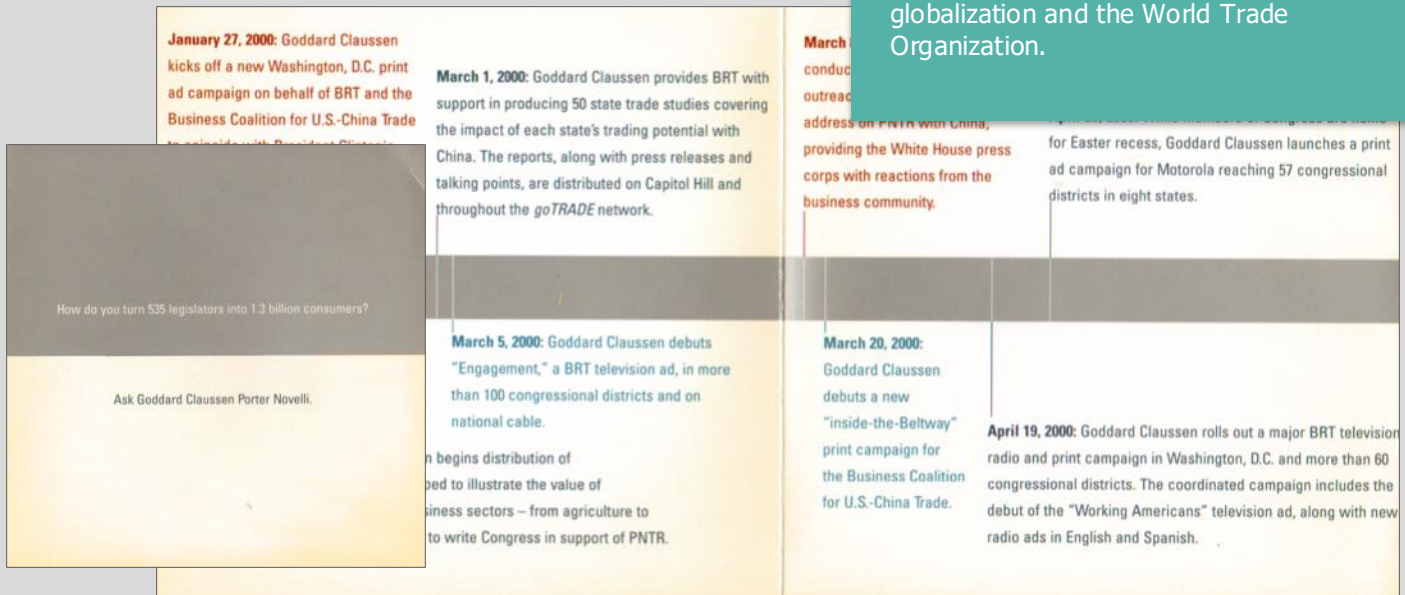 globalization and the World Trade
Organization.
January 27, 2000: Goddard Claussen
kicks off a new Washington, D.C. print
ad campaign on behalf of BRT and the
Business Coalition for U.S.-China Trade
to coincide with President Clinton's
March 1, 2000: Goddard Claussen provides BRT with
support in producing 50 state trade studies covering
the impact of each state's trading potential with
China. The reports, along with press releases and
talking points, are distributed on Capitol Hill and
throughout the goTRADE network.
March
conduc
outreac
address on PNTR with China,
providing the White House press
corps with reactions from the
business community.
for Easter recess, Goddard Claussen launches a print
ad campaign for Motorola reaching 57 congressional
districts in eight states.
How do you turn 535 legislators into 1.3 billion consumers?
Ask Goddard Claussen Porter Novelli.
March 5, 2000: Goddard Claussen debuts
"Engagement," a BRT television ad, in more
than 100 congressional districts and on
national cable.
n begins distribution of
ped to illustrate the value of
siness sectors – from agriculture to
to write Congress in support of PNTR.
March 20, 2000:
Goddard Claussen
debuts a new
"inside-the-Beltway"
print campaign for
the Business Coalition
for U.S.-China Trade.
April 19, 2000: Goddard Claussen rolls out a major BRT television
radio and print campaign in Washington, D.C. and more than 60
congressional districts. The coordinated campaign includes the
debut of the "Working Americans" television ad, along with new
radio ads in English and Spanish.